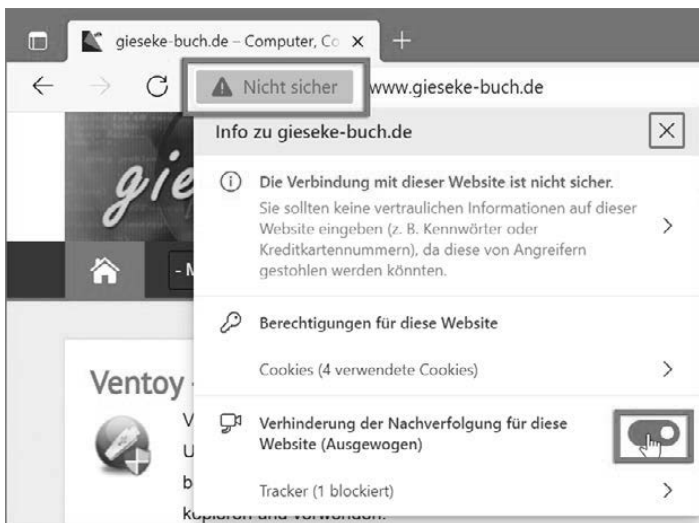 gieseke-buch.de – Computer, Co
Nicht sicher
www.gieseke-buch.de
Info zu gieseke-buch.de
gie
Die Verbindung mit dieser Website ist nicht sicher.
Sie sollten keine vertraulichen Informationen auf dieser
Website eingeben (z. B. Kennwörter oder
Kreditkartennummern), da diese von Angreifern
gestohlen werden könnten.
- M
Berechtigungen für diese Website
Cookies (4 verwendete Cookies)
Ventoy -
V
Verhinderung der Nachverfolgung für diese
U
Website (Ausgewogen)
b
Tracker (1 blockiert)
kopieren und verwenden.